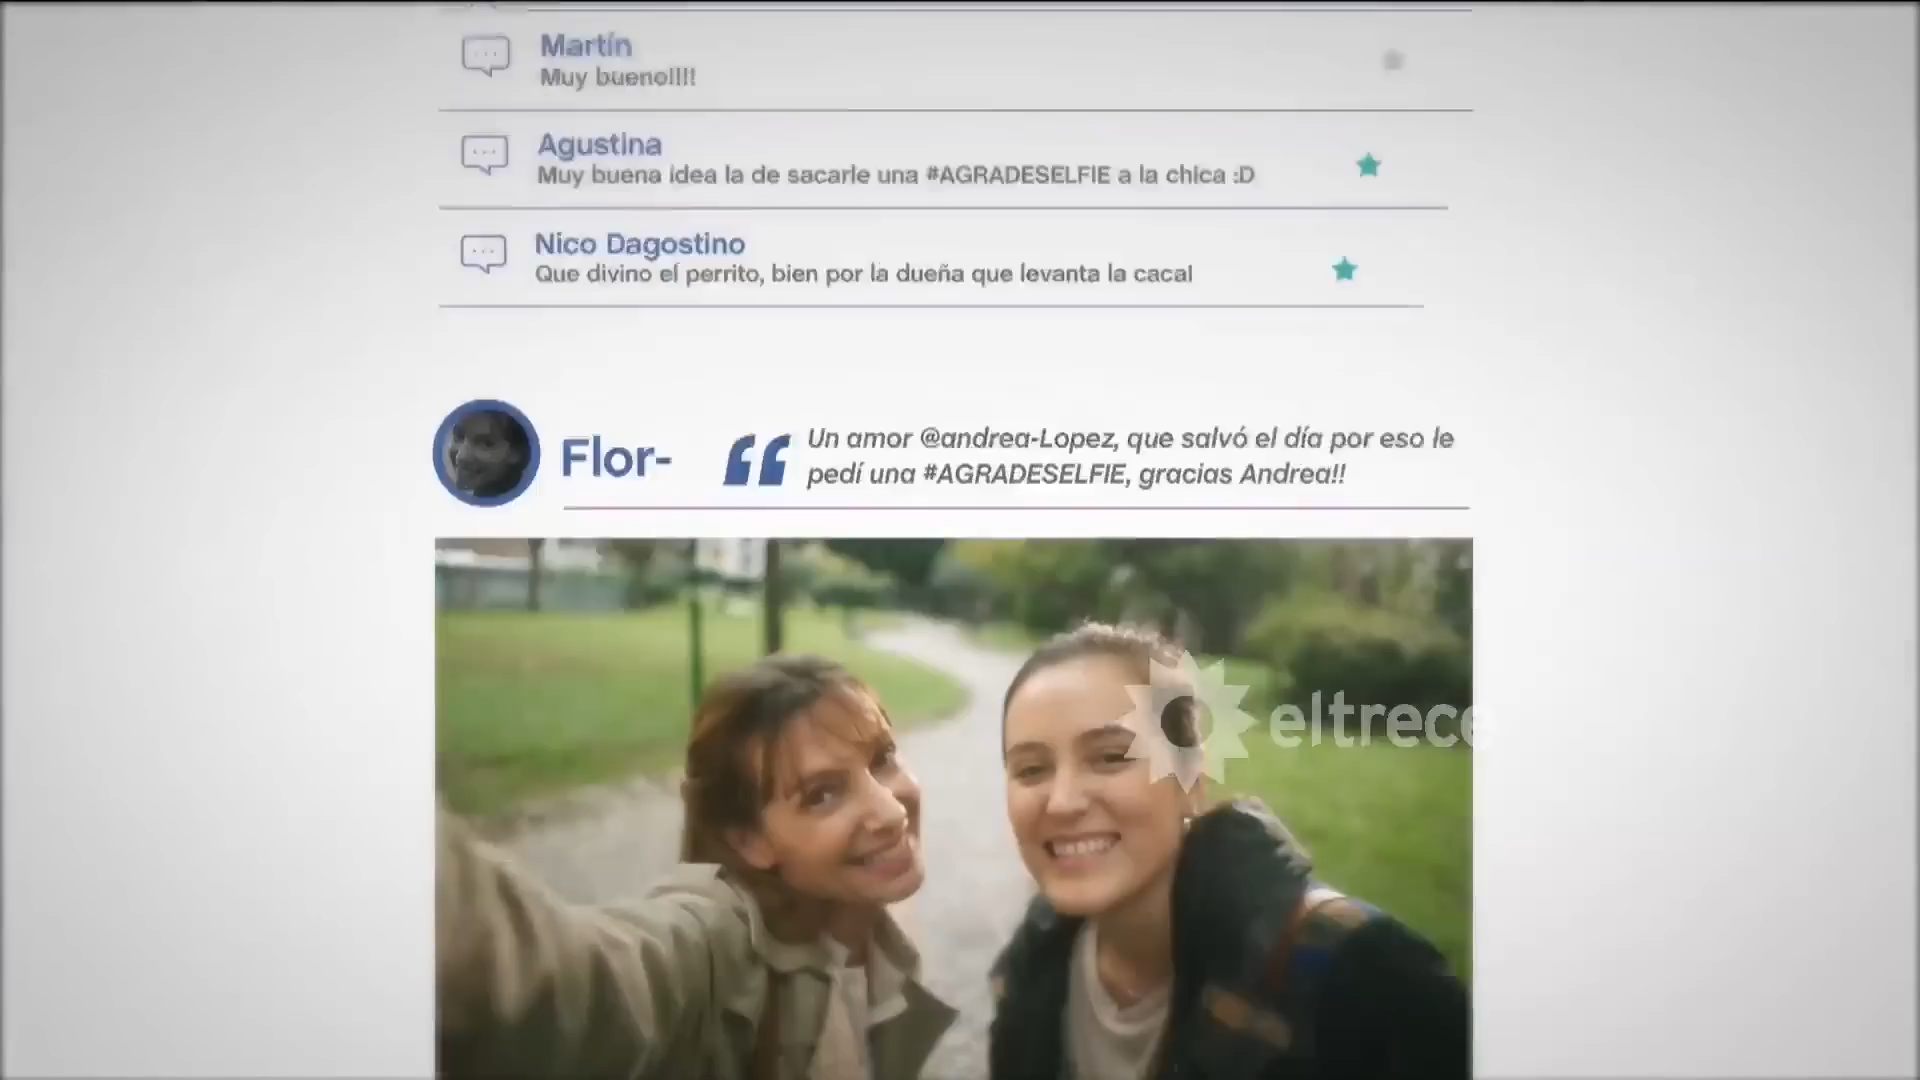 Martín
Muy bueno!!!!
Agustina
Muy buena idea la de sacarle una #AGRADESELFIE a la chica :D
Nico Dagostino
Que divino el perrito, bien por la dueña que levanta la caca!
Flor-
Un amor @andrea-Lopez, que salvó el día por eso le
pedí una #AGRADESELFIE, gracias Andrea!!
eltrece